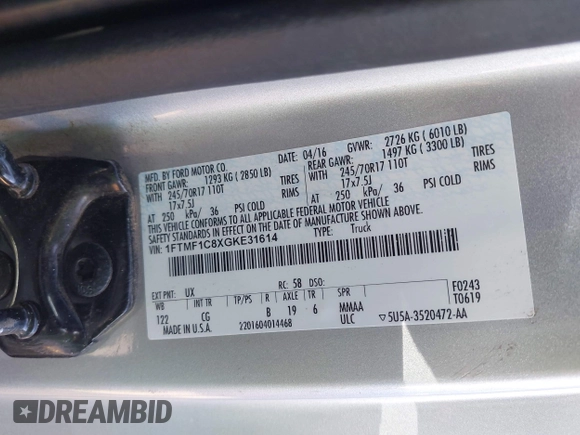 MFD. BY FORD MOTOR CO.
DATE: 04/16 GVWR: 2726 KG ( 6010 LB)
FRONT GAWR: 1293 KG ( 2850 LB) REAR GAWR: 1497 KG ( 3300 LB)
WITH 245/70R17 110T TIRES WITH 245/70R17 110T TIRES
17x7.5J RIMS 17x7.5J RIMS
AT 250 kPa/ 36 PSI COLD AT 250 kPa/ 36 PSI COLD
THIS VEHICLE CONFORMS TO ALL APPLICABLE FEDERAL MOTOR VEHICLE
SAFETY STANDARDS IN EFFECT ON THE DATE OF MANUFACTURE SHOWN ABOVE.
VIN: 1FTMF1C8XGKE31614 TYPE: Truck
EXT PNT: UX RC: 58 DSO: F0243
WB INT TR TP/PS R AXLE TR SPR T0619
122 CG B 19 6 MMAAA
MADE IN U.S.A. 2201604014468 ULC ▽5U5A-3520472-AA
DREAMBID